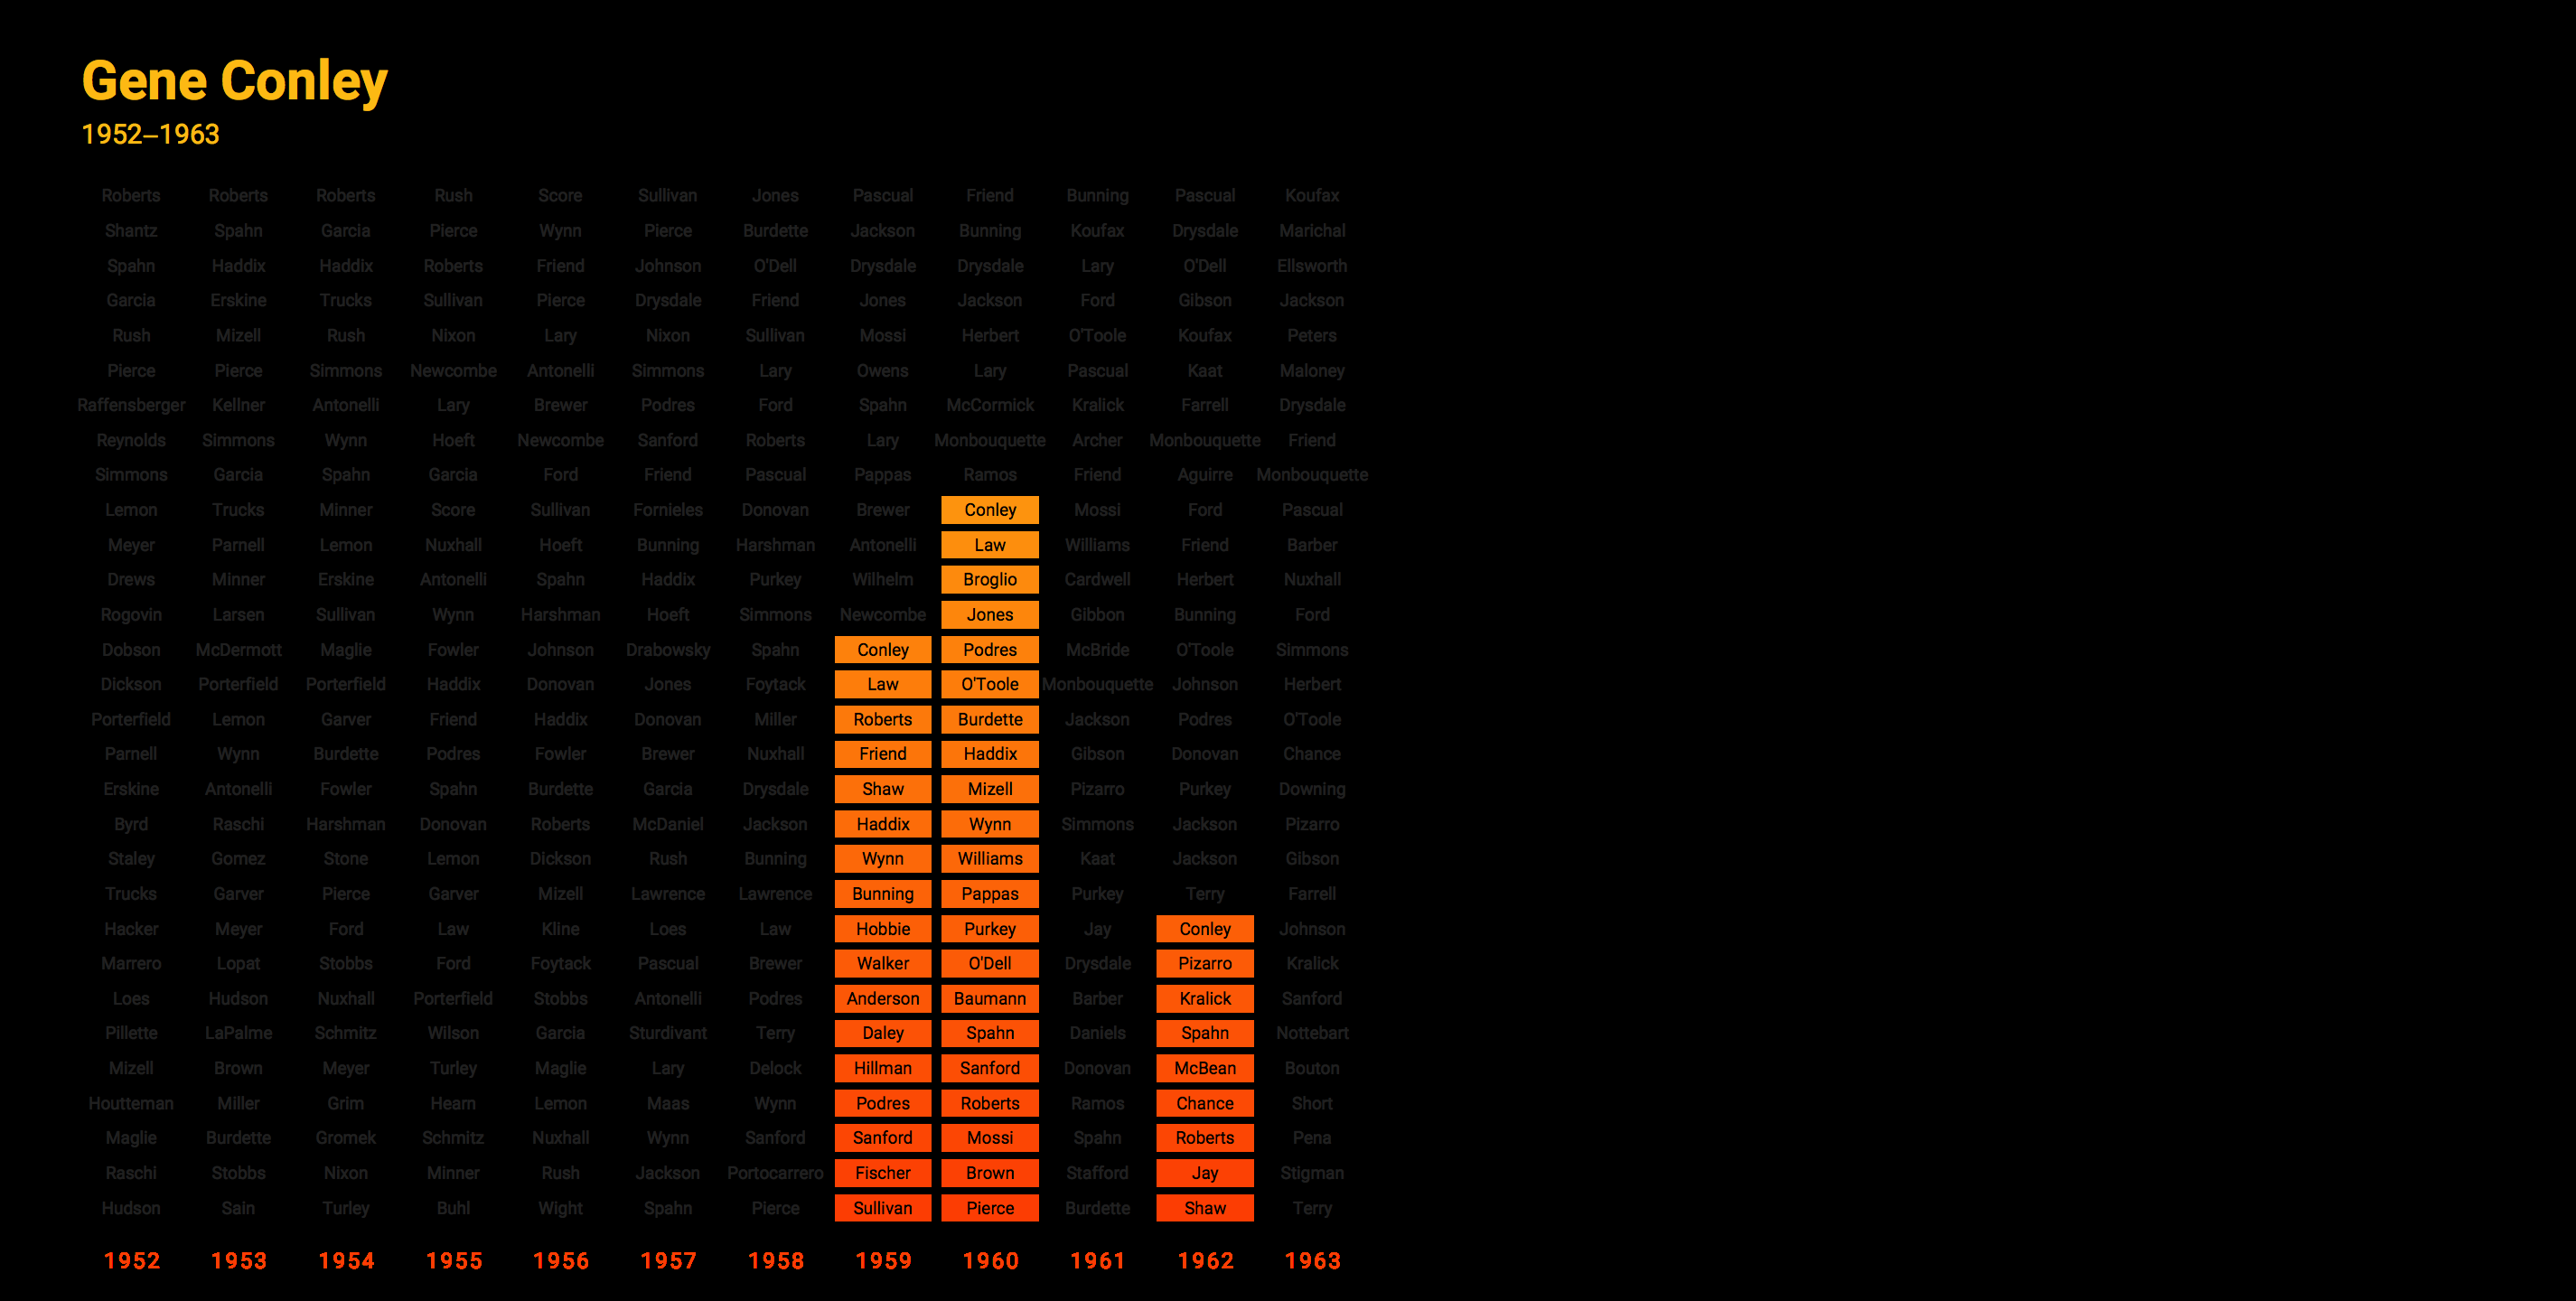 Gene Conley
1952–1963
Roberts Roberts Roberts Rush Score Sullivan Jones Pascual Friend Bunning Pascual Koufax
Shantz Spahn Garcia Pierce Wynn Pierce Burdette Jackson Bunning Koufax Drysdale Marichal
Spahn Haddix Haddix Roberts Friend Johnson O'Dell Drysdale Drysdale Lary O'Dell Ellsworth
Garcia Erskine Trucks Sullivan Pierce Drysdale Friend Jones Jackson Ford Gibson Jackson
Rush Mizell Rush Nixon Lary Nixon Sullivan Mossi Herbert O'Toole Koufax Peters
Pierce Pierce Simmons Newcombe Antonelli Simmons Lary Owens Lary Pascual Kaat Maloney
Raffensberger Kellner Antonelli Lary Brewer Podres Ford Spahn McCormick Kralick Farrell Drysdale
Reynolds Simmons Wynn Hoeft Newcombe Sanford Roberts Lary Monbouquette Archer Monbouquette Friend
Simmons Garcia Spahn Garcia Ford Friend Pascual Pappas Ramos Friend Aguirre Monbouquette
Lemon Trucks Minner Score Sullivan Fornieles Donovan Brewer Conley Mossi Ford Pascual
Meyer Parnell Lemon Nuxhall Hoeft Bunning Harshman Antonelli Law Williams Friend Barber
Drews Minner Erskine Antonelli Spahn Haddix Purkey Wilhelm Broglio Cardwell Herbert Nuxhall
Rogovin Larsen Sullivan Wynn Harshman Hoeft Simmons Newcombe Jones Gibbon Bunning Ford
Dobson McDermott Maglie Fowler Johnson Drabowsky Spahn Conley Podres McBride O'Toole Simmons
Dickson Porterfield Porterfield Haddix Donovan Jones Foytack Law O'Toole Monbouquette Johnson Herbert
Porterfield Lemon Garver Friend Haddix Donovan Miller Roberts Burdette Jackson Podres O'Toole
Parnell Wynn Burdette Podres Fowler Brewer Nuxhall Friend Haddix Gibson Donovan Chance
Erskine Antonelli Fowler Spahn Burdette Garcia Drysdale Shaw Mizell Pizarro Purkey Downing
Byrd Raschi Harshman Donovan Roberts McDaniel Jackson Haddix Wynn Simmons Jackson Pizarro
Staley Gomez Stone Lemon Dickson Rush Bunning Wynn Williams Kaat Jackson Gibson
Trucks Garver Pierce Garver Mizell Lawrence Lawrence Bunning Pappas Purkey Terry Farrell
Hacker Meyer Ford Law Kline Loes Law Hobbie Purkey Jay Conley Johnson
Marrero Lopat Stobbs Ford Foytack Pascual Brewer Walker O'Dell Drysdale Pizarro Kralick
Loes Hudson Nuxhall Porterfield Stobbs Antonelli Podres Anderson Baumann Barber Kralick Sanford
Pillette LaPalme Schmitz Wilson Garcia Sturdivant Terry Daley Spahn Daniels Spahn Nottebart
Mizell Brown Meyer Turley Maglie Lary Delock Hillman Sanford Donovan McBean Bouton
Houtteman Miller Grim Hearn Lemon Maas Wynn Podres Roberts Ramos Chance Short
Maglie Burdette Gromek Schmitz Nuxhall Wynn Sanford Sanford Mossi Spahn Roberts Pena
Raschi Stobbs Nixon Minner Rush Jackson Portocarrero Fischer Brown Stafford Jay Stigman
Hudson Sain Turley Buhl Wight Spahn Pierce Sullivan Pierce Burdette Shaw Terry
1952 1953 1954 1955 1956 1957 1958 1959 1960 1961 1962 1963